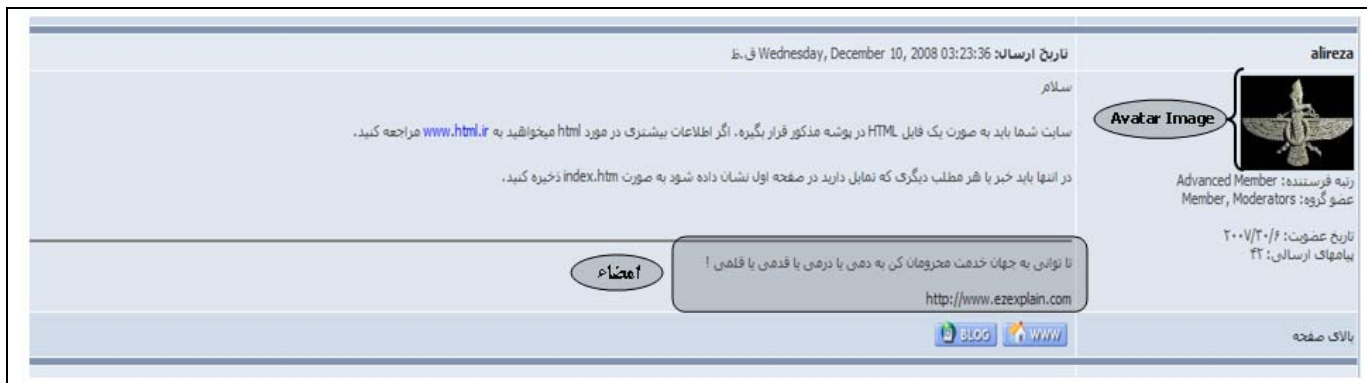 alireza
تاریخ ارسال: Wednesday, December 10, 2008 03:23:36 ق.ظ
Avatar Image
رتبه فرستنده: Advanced Member
عضو گروه: Member, Moderators
تاریخ عضویت: ۲۰۰۷/۳۰/۶
پیامهای ارسالی: ۴۲
سلام
سایت شما باید به صورت یک فایل HTML در پوشه مذکور قرار بگیره. اگر اطلاعات بیشتری در مورد html میخواهید به www.html.ir مراجعه کنید.
در انتها باید خبر یا هر مطلب دیگری که تمایل دارید در صفحه اول نشان داده شود به صورت index.htm ذخیره کنید.
تا توانی به جهان خدمت محرومان کن به دمی یا درمی یا قدمی یا قلمی !
http://www.ezexplain.com
امضاء
بالای صفحه
WWW BLOG